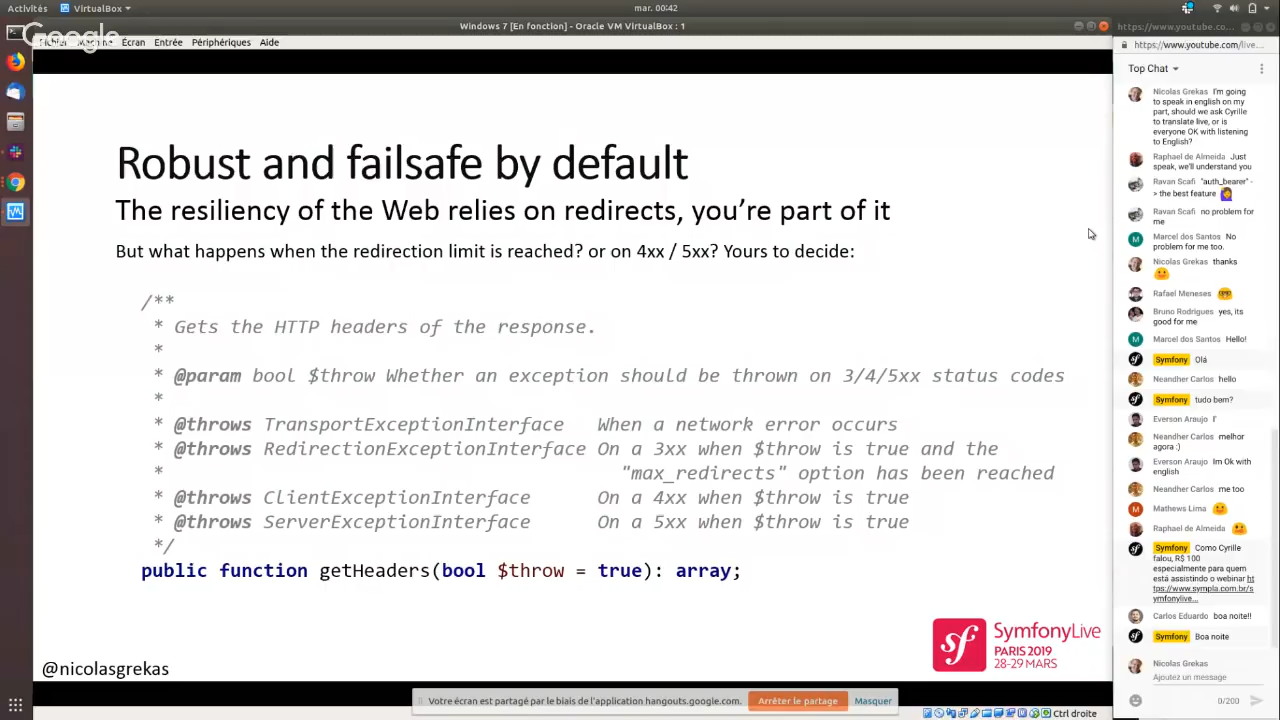 Activités
VirtualBox
mar. 00:42
Windows 7 [En fonction] - Oracle VM VirtualBox : 1
https://www.youtube.co...
Google
Fichier Machine Écran Entrée Périphériques Aide
https://www.youtube.com/live...
Robust and failsafe by default
The resiliency of the Web relies on redirects, you're part of it
But what happens when the redirection limit is reached? or on 4xx / 5xx? Yours to decide:
/**
* Gets the HTTP headers of the response.
*
* @param bool $throw Whether an exception should be thrown on 3/4/5xx status codes
*
* @throws TransportExceptionInterface When a network error occurs
* @throws RedirectionExceptionInterface On a 3xx when $throw is true and the
* "max_redirects" option has been reached
* @throws ClientExceptionInterface On a 4xx when $throw is true
* @throws ServerExceptionInterface On a 5xx when $throw is true
*/
public function getHeaders(bool $throw = true): array;
@nicolasgrekas
sf
SymfonyLive
PARIS 2019
28-29 MARS
Votre écran est partagé par le biais de l'application hangouts.google.com.
Arrêter le partage
Masquer
Ctrl droite
Top Chat
Nicolas Grekas I'm going
to speak in english on my
part, should we ask Cyrille
to translate live, or is
everyone OK with listening
to English?
Raphael de Almeida Just
speak, we'll understand you
Ravan Scafi "auth_bearer" -
> the best feature
Ravan Scafi no problem for
me
Marcel dos Santos No
problem for me too.
Nicolas Grekas thanks
Rafael Meneses
Bruno Rodrigues yes, its
good for me
Marcel dos Santos Hello!
Symfony Olá
Neandher Carlos hello
Symfony tudo bem?
Everson Araujo I'
Neandher Carlos melhor
agora :)
Everson Araujo Im Ok with
english
Neandher Carlos me too
Mathews Lima
Raphael de Almeida
Symfony Como Cyrille
falou, R$ 100
especialmente para quem
está assistindo o webinar ht
tps://www.sympla.com.br/s
ymfonylive...
Carlos Eduardo boa noite!!
Symfony Boa noite
Nicolas Grekas
Ajoutez un message
0/200